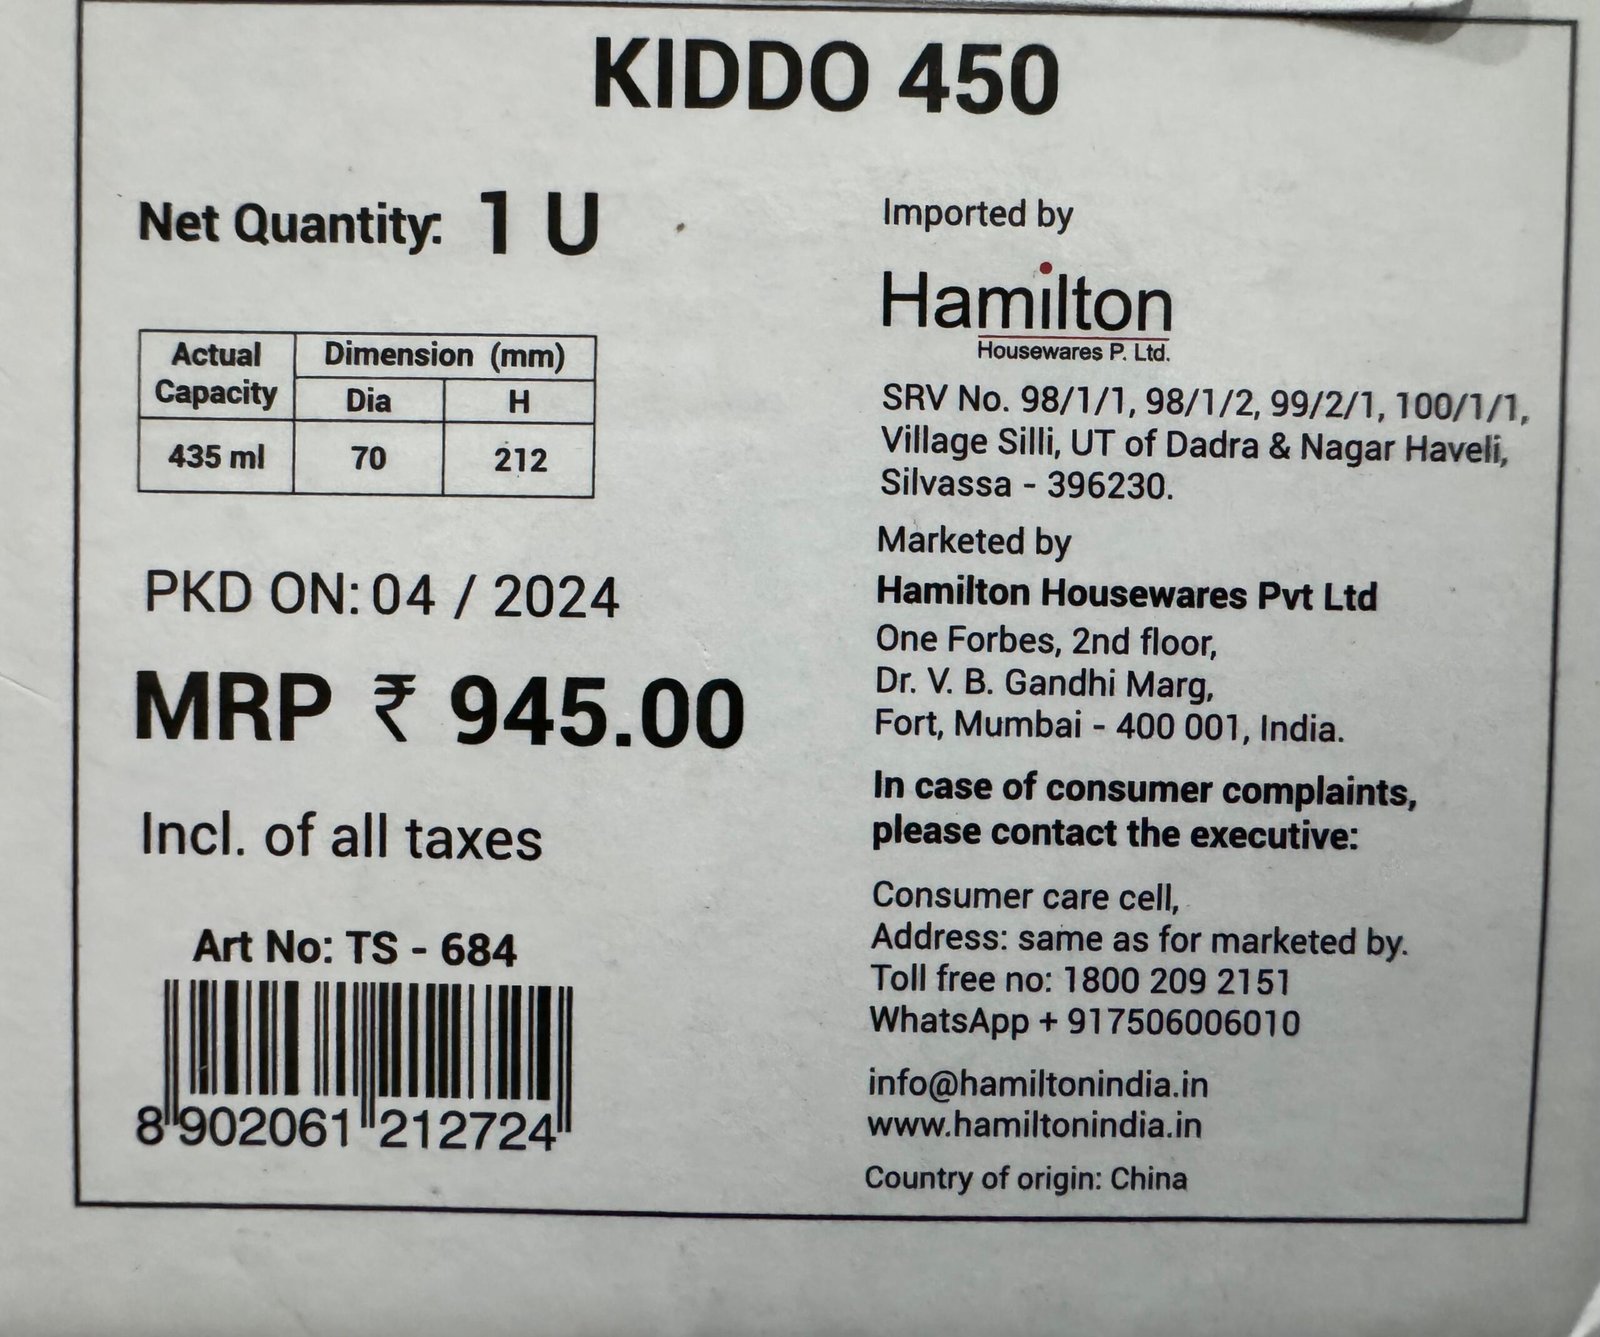 KIDDO 450
Net Quantity: 1 U
Actual Capacity
Dimension (mm)
Dia
H
435 ml
70
212
PKD ON: 04 / 2024
MRP ₹ 945.00
Incl. of all taxes
Art No: TS - 684
8 902061 212724
Imported by
Hamilton
Housewares P. Ltd.
SRV No. 98/1/1, 98/1/2, 99/2/1, 100/1/1,
Village Silli, UT of Dadra & Nagar Haveli,
Silvassa - 396230.
Marketed by
Hamilton Housewares Pvt Ltd
One Forbes, 2nd floor,
Dr. V. B. Gandhi Marg,
Fort, Mumbai - 400 001, India.
In case of consumer complaints,
please contact the executive:
Consumer care cell,
Address: same as for marketed by.
Toll free no: 1800 209 2151
WhatsApp + 917506006010
info@hamiltonindia.in
www.hamiltonindia.in
Country of origin: China